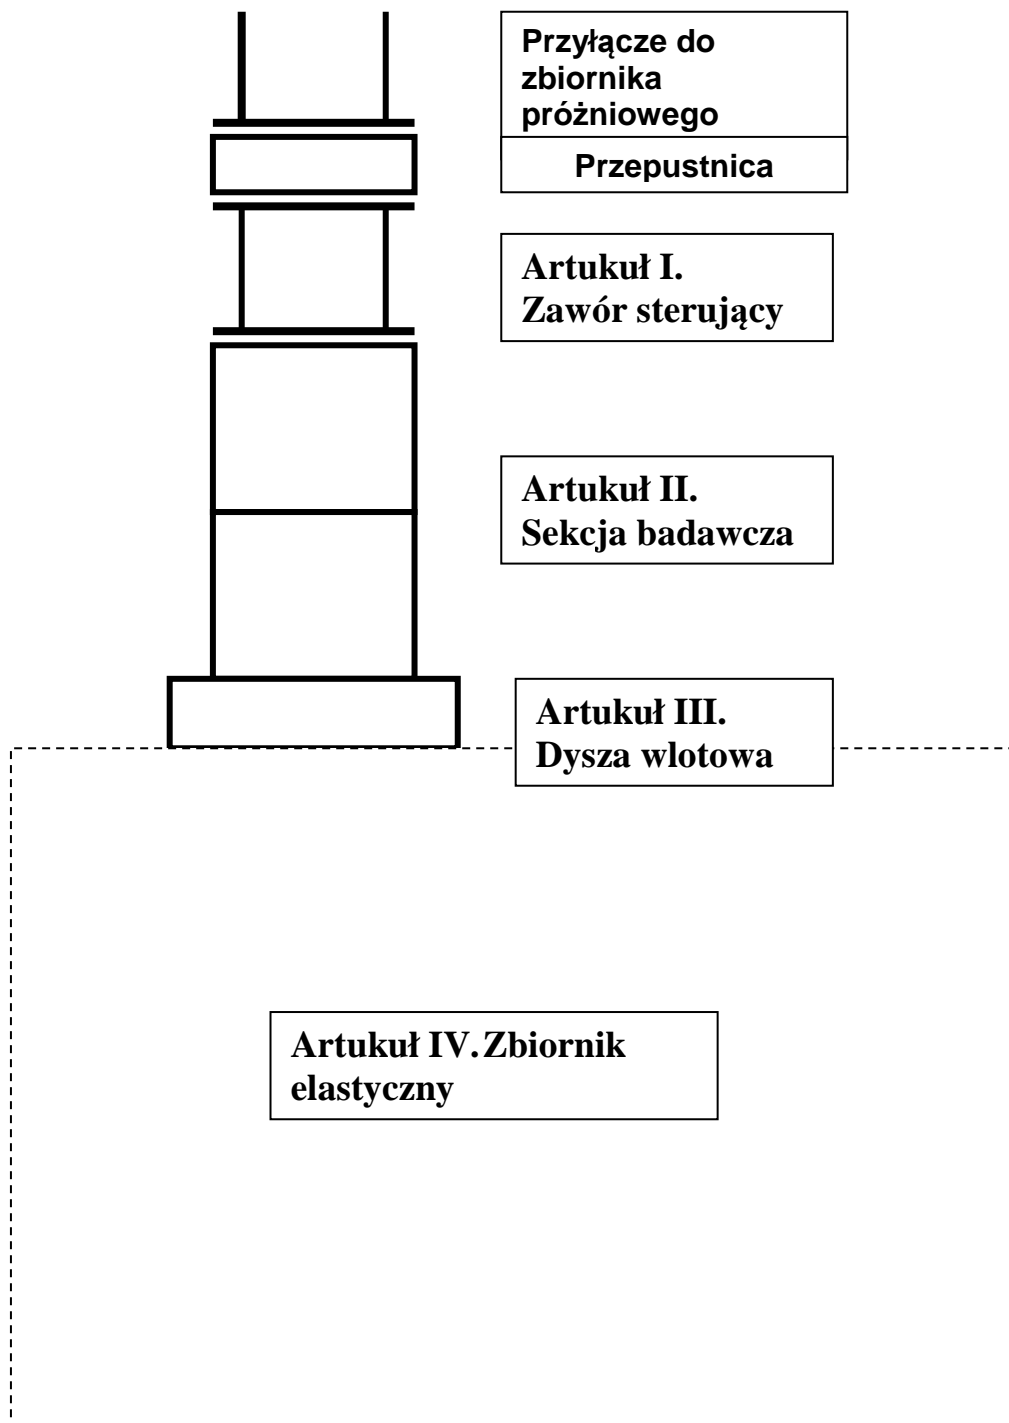 Przyłącze do
zbiornika
próżniowego
Przepustnica
Artukuł I.
Zawór sterujący
Artukuł II.
Sekcja badawcza
Artukuł III.
Dysza wlotowa
Artukuł IV. Zbiornik
elastyczny